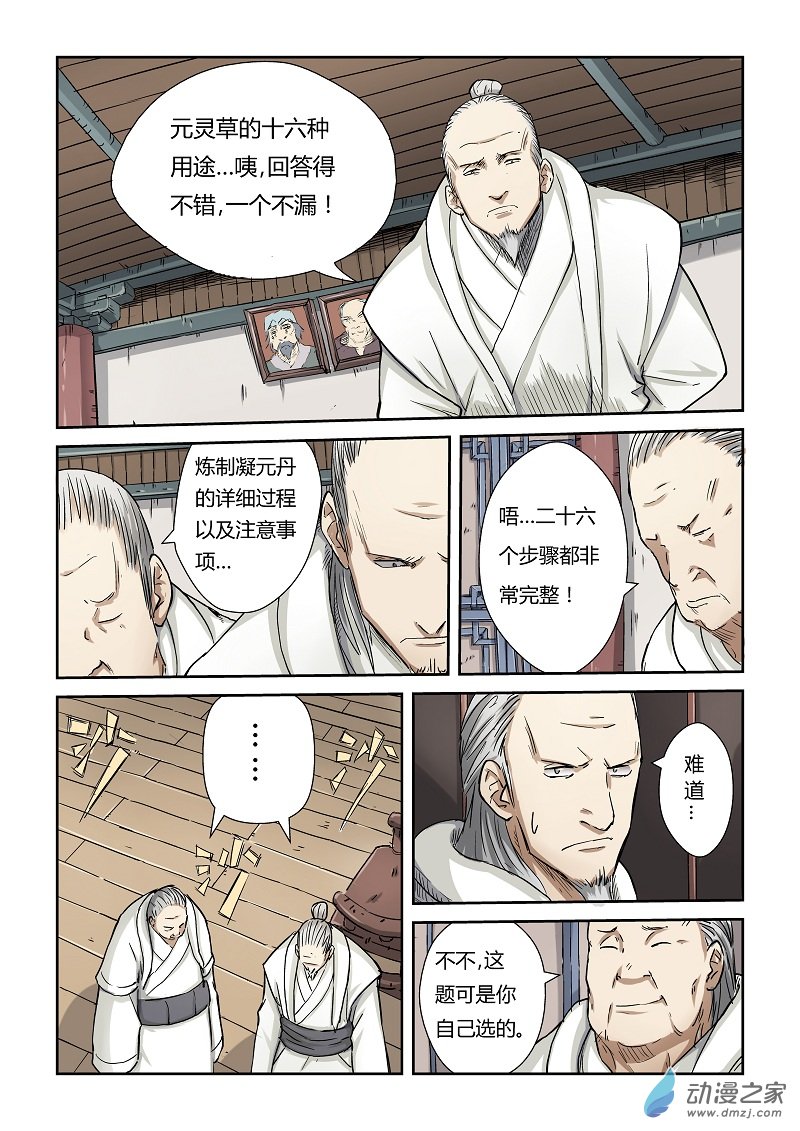 元灵草的十六种
用途…咦,回答得
不错,一个不漏！
炼制凝元丹
的详细过程
以及注意事
项…
唔…二十六
个步骤都非
常完整！
……
难
道
…
不不,这
题可是你
自己选的。
动漫之家
www.dmzj.com